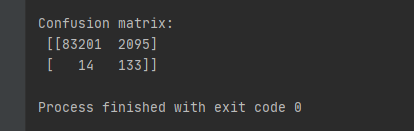 Confusion matrix:
[[83201  2095]
[   14   133]]
Process finished with exit code 0